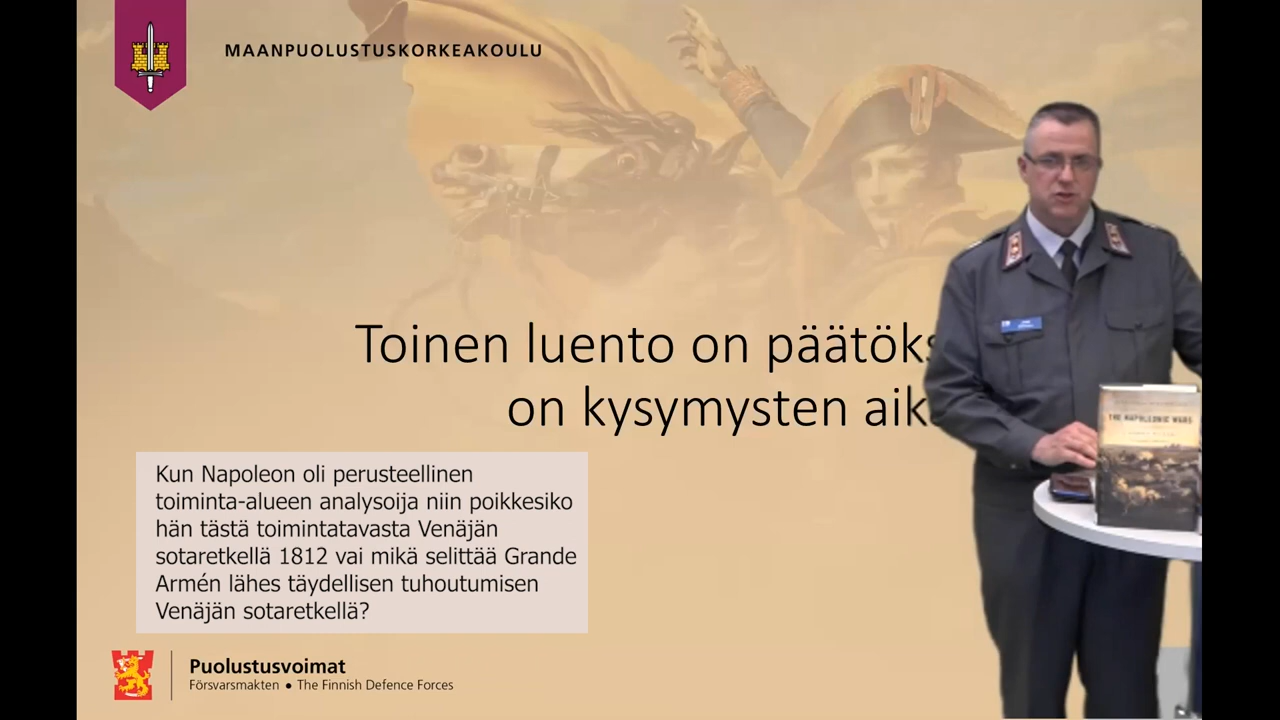 MAANPUOLUSTUSKORKEAKOULU
Toinen luento on päätöks
on kysymysten aik
Kun Napoleon oli perusteellinen
toiminta-alueen analysoija niin poikkesiko
hän tästä toimintatavasta Venäjän
sotaretkellä 1812 vai mikä selittää Grande
Armén lähes täydellisen tuhoutumisen
Venäjän sotaretkellä?
THE NAPOLEONIC WARS
Puolustusvoimat
Försvarsmakten ● The Finnish Defence Forces